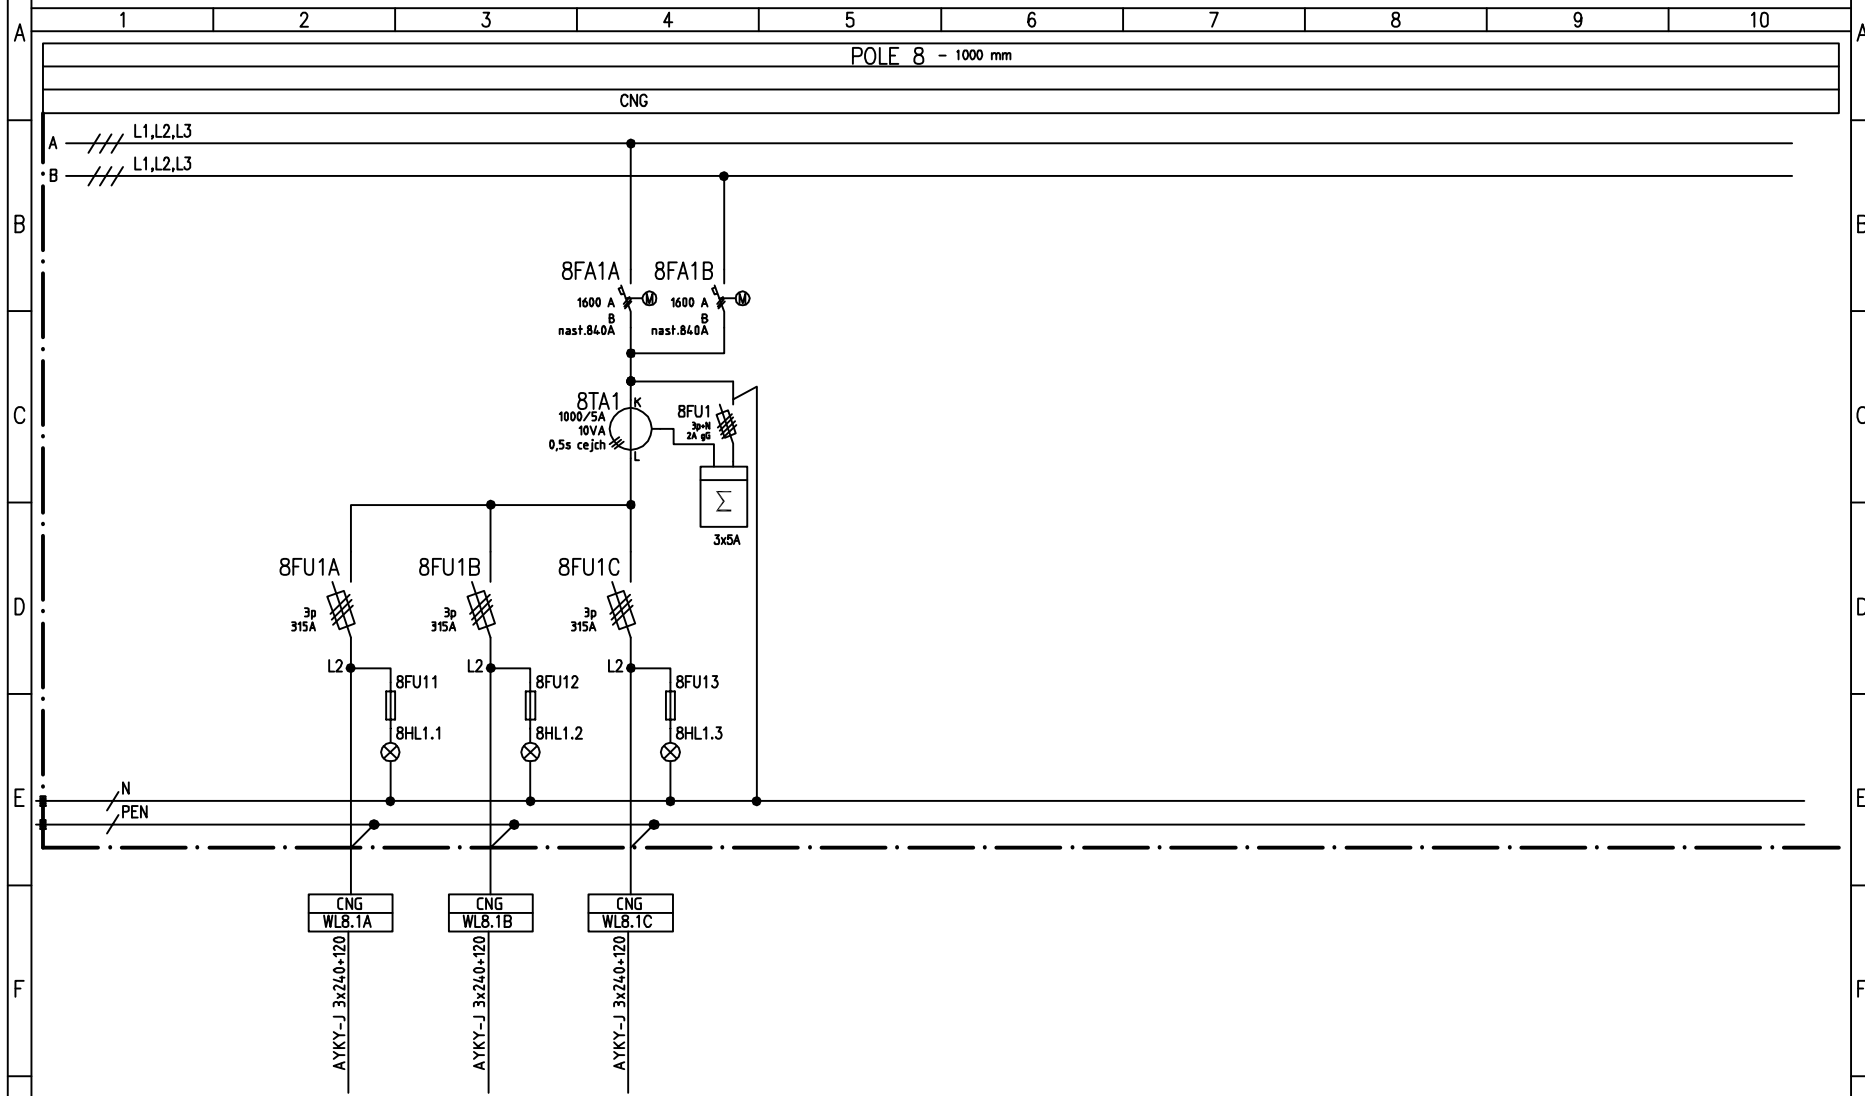 1 2 3 4 5 6 7 8 9 10
A A
POLE 8 - 1000 mm
CNG
L1,L2,L3
A
L1,L2,L3
B
B B
8FA1A 8FA1B
1600 A M 1600 A M
B B
nast.840A nast.840A
8TA1 K
1000/5A
10VA
0,5s cejch
L
8FU1
3p+N
2A gG
C C
Σ
3x5A
8FU1A 8FU1B 8FU1C
3p 3p 3p
315A 315A 315A
D D
L2 L2 L2
8FU11 8FU12 8FU13
8HL1.1 8HL1.2 8HL1.3
N
E E
PEN
CNG CNG CNG
WL8.1A WL8.1B WL8.1C
AYKY-J 3x240+120 AYKY-J 3x240+120 AYKY-J 3x240+120
F F